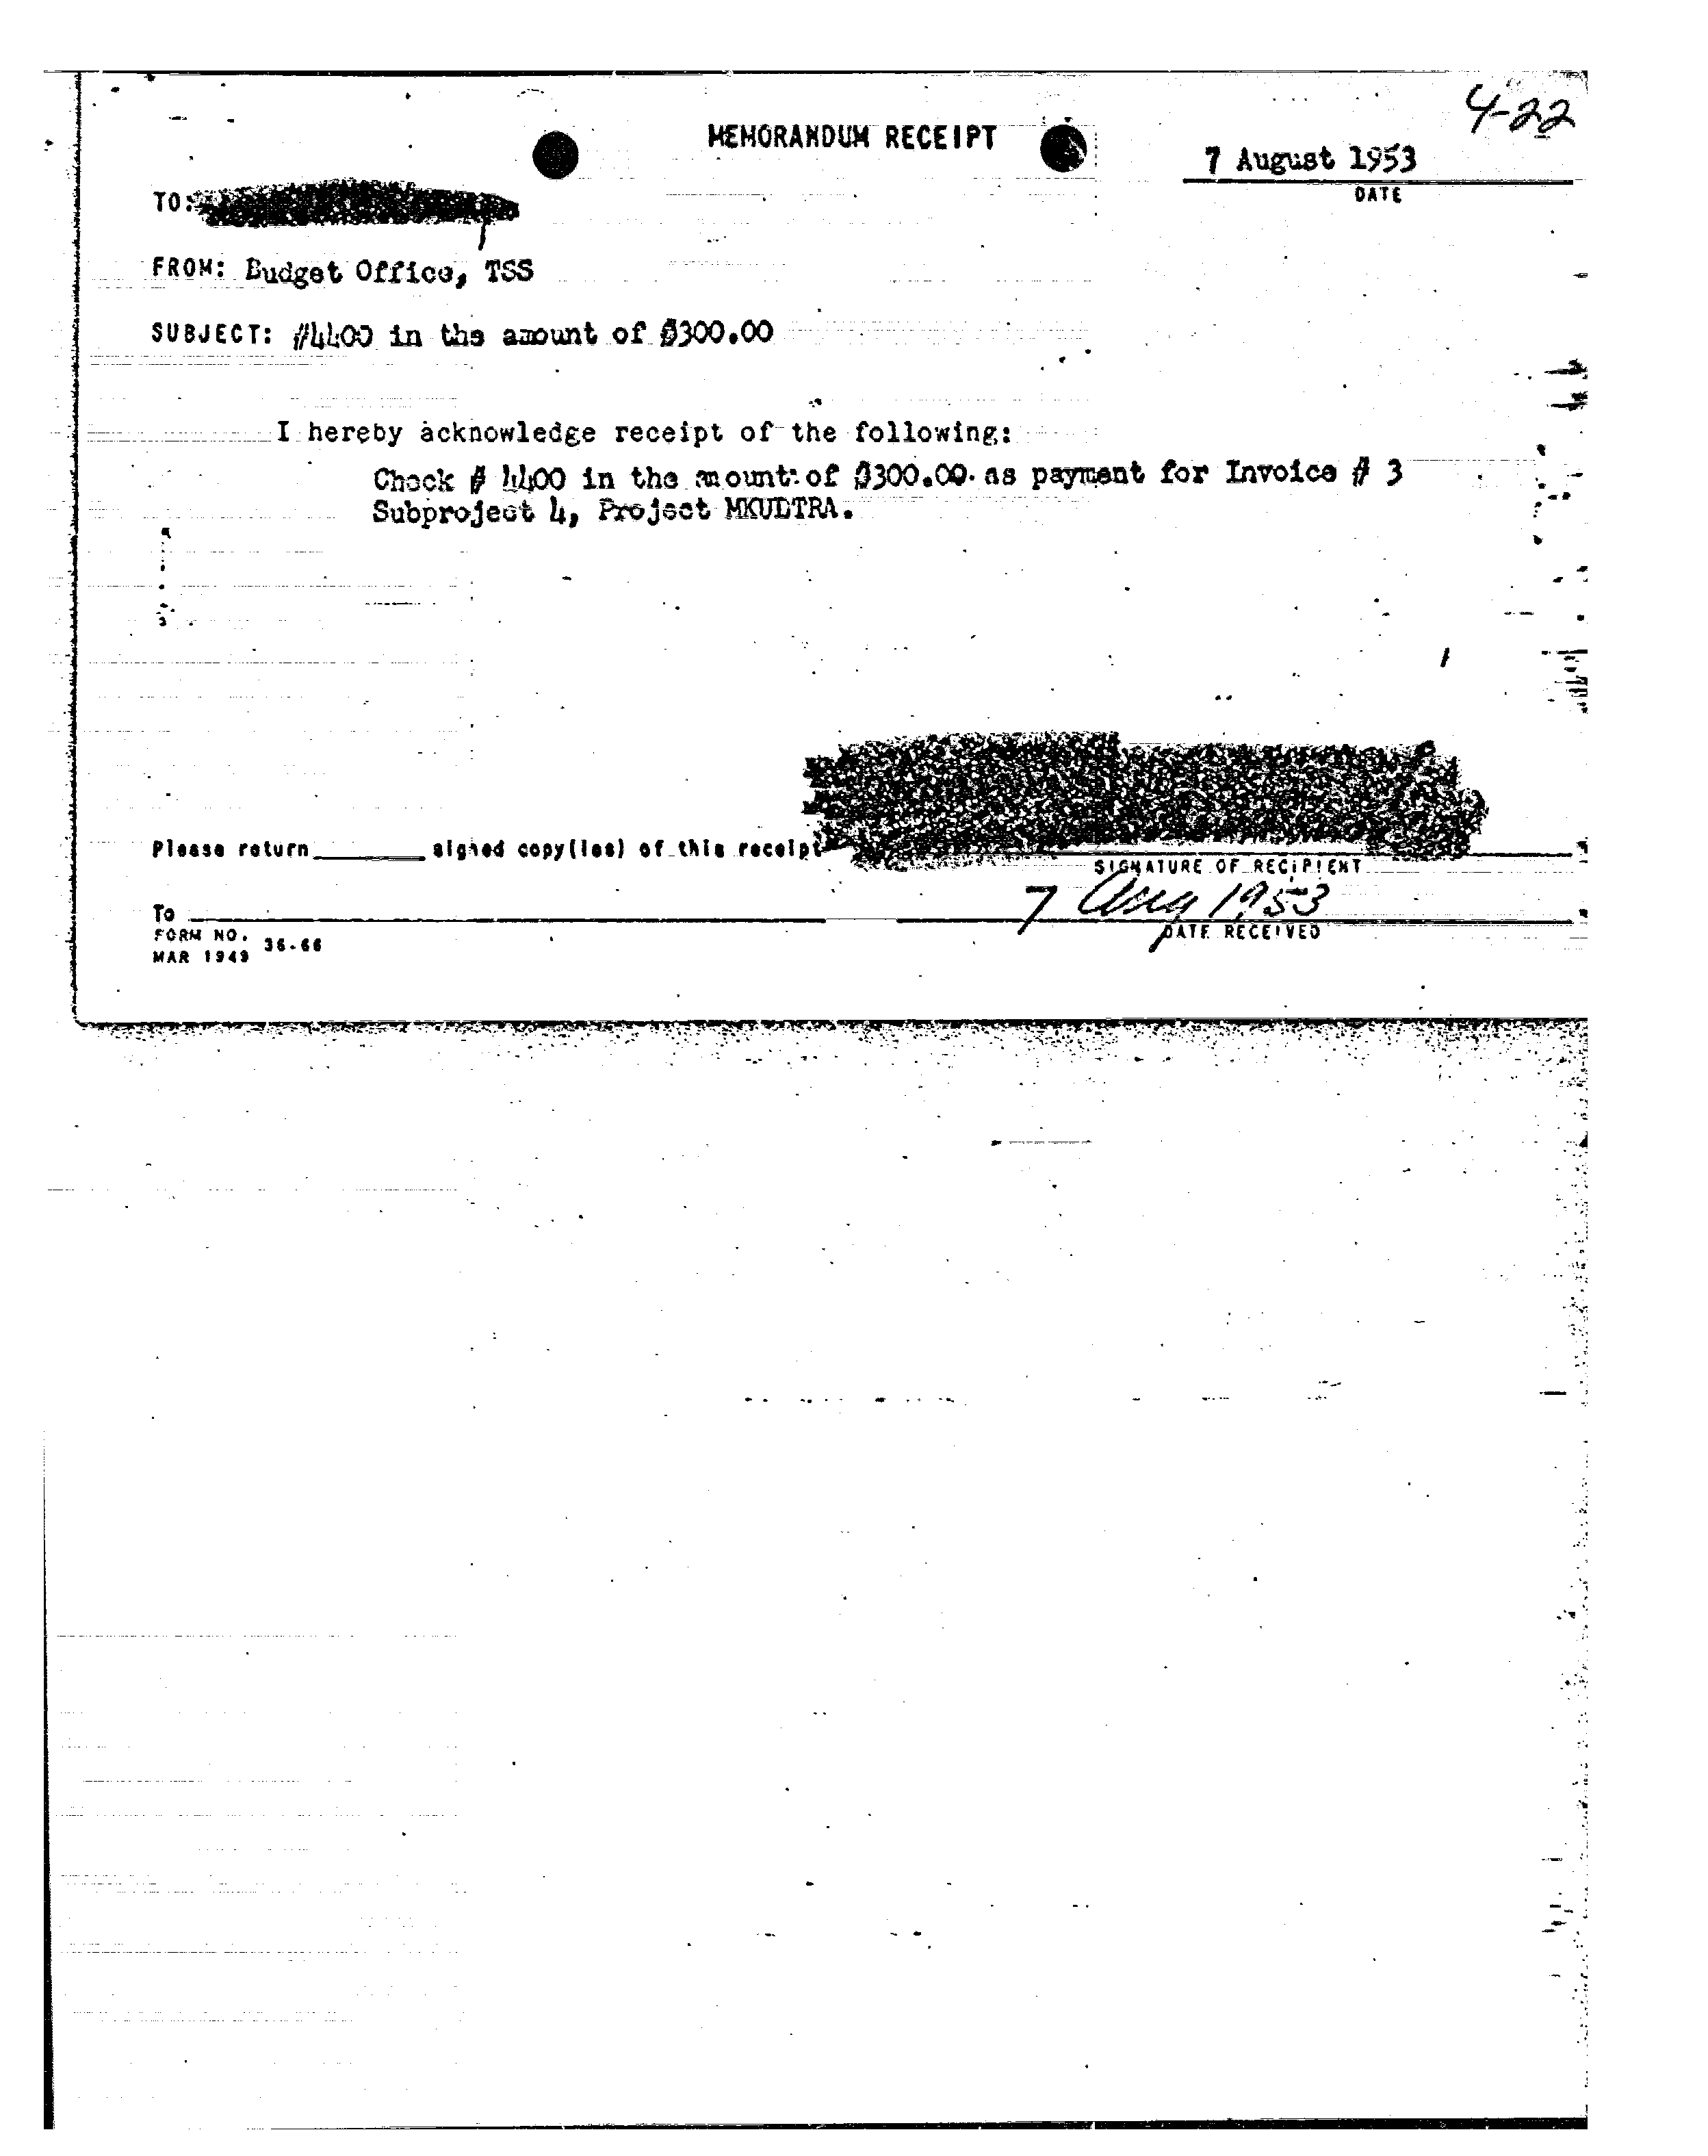 4-22
MEMORANDUM RECEIPT
7 August 1953
DATE
TO:
FROM: Budget Office, TSS
SUBJECT: #4400 in the amount of $300.00
I hereby acknowledge receipt of the following:
Check # 4400 in the amount of $300.00 as payment for Invoice # 3
Subproject 4, Project MKULTRA.
Please return signed copy(ies) of this receipt
SIGNATURE OF RECIPIENT
7 Aug 1953
To
DATE RECEIVED
FORM NO. 36-66
MAR 1949